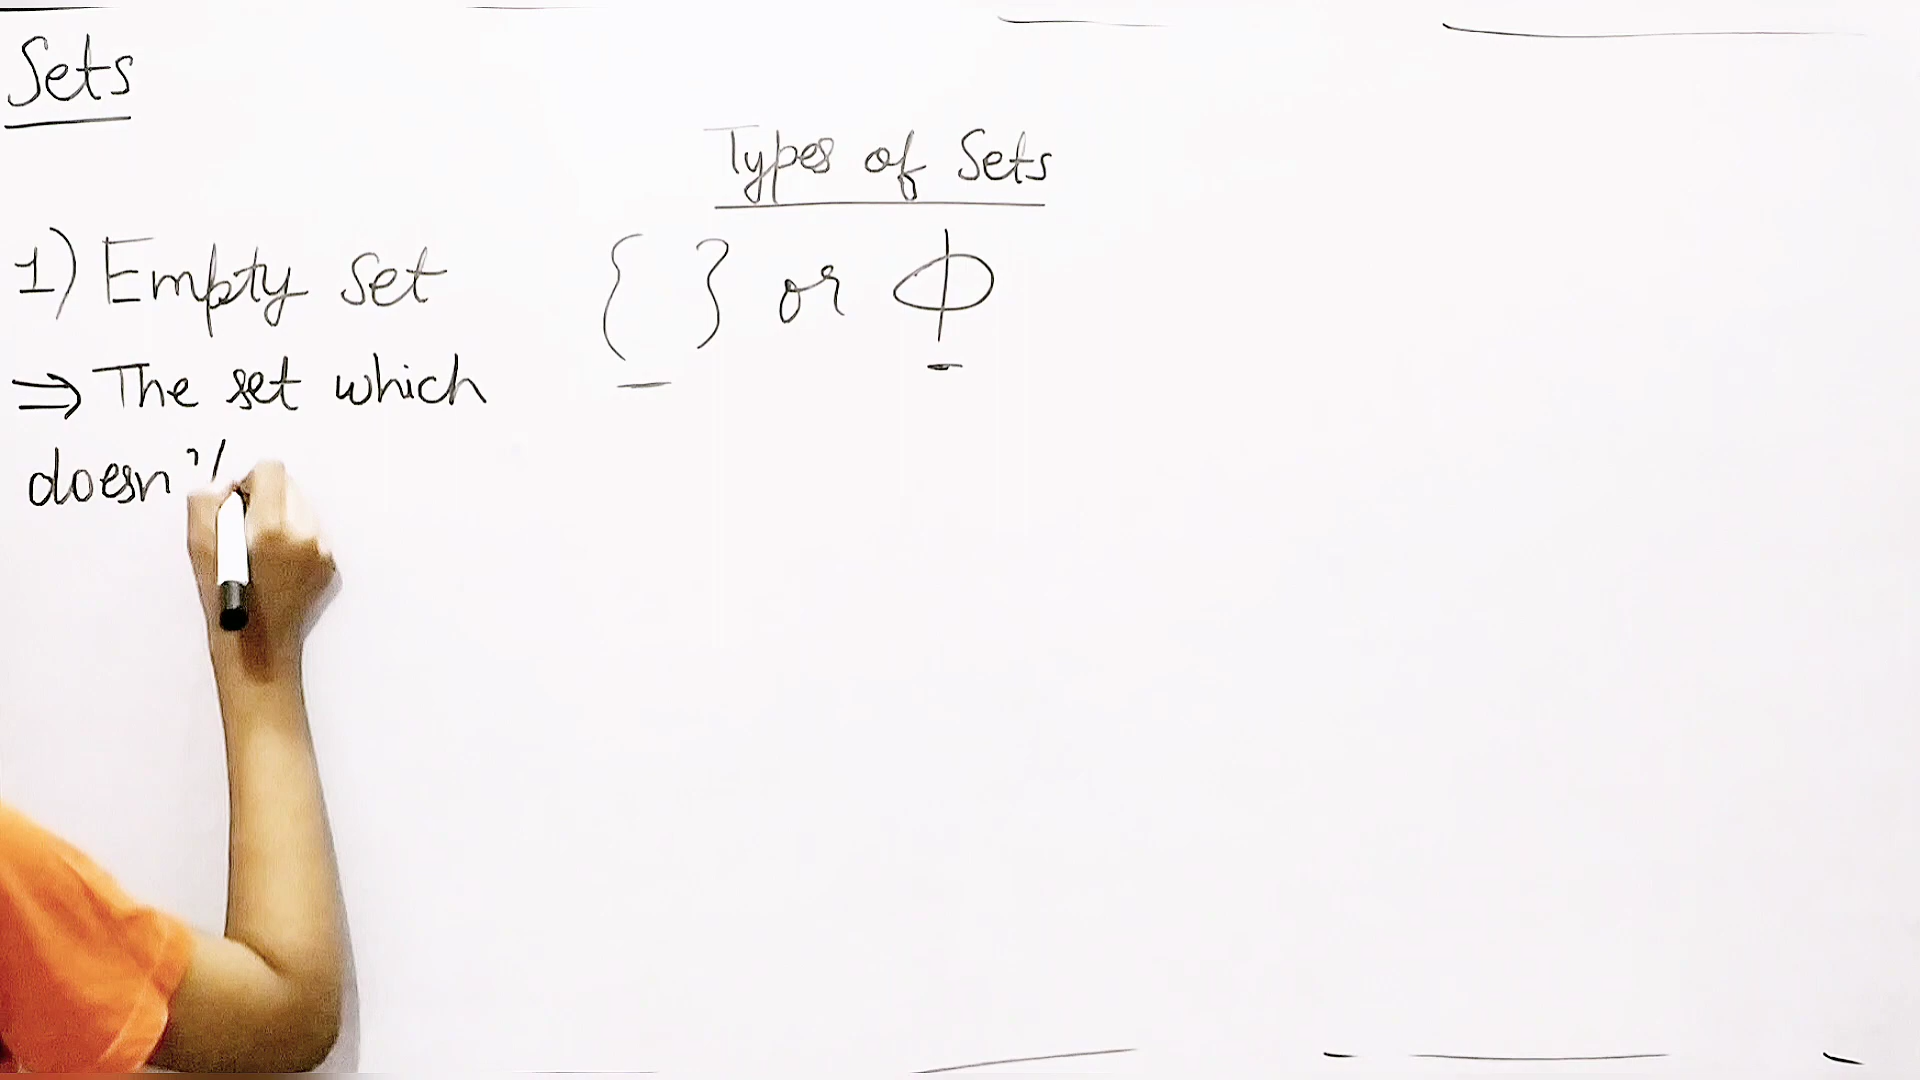 Sets
Types of Sets
1) Empty set { } or Φ
⇒ The set which
doesn'